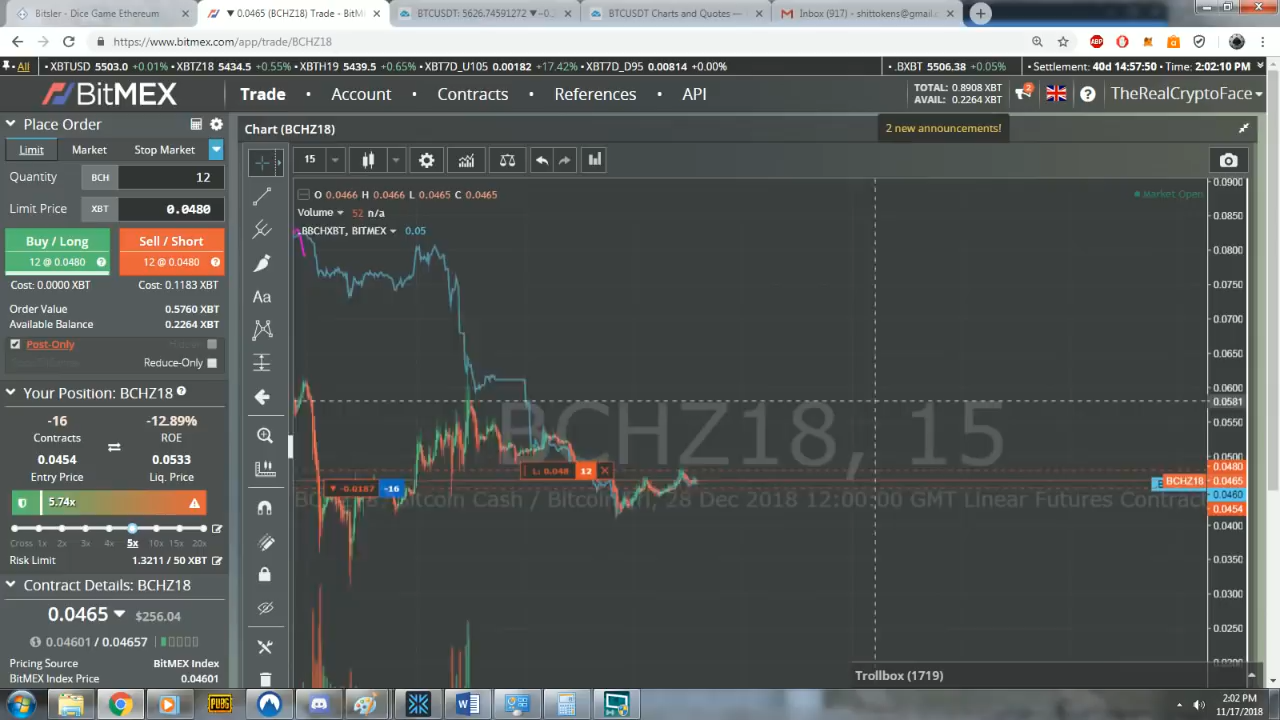 Bitsler - Dice Game Ethereum
▼ 0.0465 (BCHZ18) Trade - BitM
BTCUSDT: 5626.74591272 ▼−0.
BTCUSDT Charts and Quotes —
Inbox (917) - shittokens@gmail.c
https://www.bitmex.com/app/trade/BCHZ18
All
XBTUSD 5503.0 +0.01%
XBTZ18 5434.5 +0.55%
XBTH19 5439.5 +0.65%
XBT7D_U105 0.00182 +17.42%
XBT7D_D95 0.00814 +0.00%
.BXBT 5506.38 +0.05%
Settlement: 40d 14:57:50
Time: 2:02:10 PM
BitMEX
Trade
Account
Contracts
References
API
TOTAL: 0.8908 XBT
AVAIL: 0.2264 XBT
2
TheRealCryptoFace
2 new announcements!
Place Order
Limit
Market
Stop Market
Quantity
BCH
12
Limit Price
XBT
0.0480
Buy / Long
12 @ 0.0480
Sell / Short
12 @ 0.0480
Cost: 0.0000 XBT
Cost: 0.1183 XBT
Order Value
0.5760 XBT
Available Balance
0.2264 XBT
Post-Only
Hidden
Reduce-Only
Your Position: BCHZ18
-16
-12.89%
Contracts
ROE
0.0454
0.0533
Entry Price
Liq. Price
5.74x
Cross 1x 2x 3x 4x 5x 10x 15x 20x
Risk Limit
1.3211 / 50 XBT
Contract Details: BCHZ18
0.0465
$256.04
0.04601 / 0.04657
Pricing Source
BitMEX Index
BitMEX Index Price
0.04601
Chart (BCHZ18)
15
O 0.0466 H 0.0466 L 0.0465 C 0.0465
Volume 52 n/a
.BBCHXBT, BITMEX 0.05
Market Open
BCHZ18, 15
Bitcoin Cash / Bitcoin, 28 Dec 2018 12:00:00 GMT Linear Futures Contract
L: 0.048 12
-0.0187 -16
0.0900
0.0850
0.0800
0.0750
0.0700
0.0650
0.0600
0.0581
0.0550
0.0500
0.0480
BCHZ18 0.0465
0.0460
0.0454
0.0400
0.0350
0.0300
0.0250
Trollbox (1719)
Aa
2:02 PM
11/17/2018